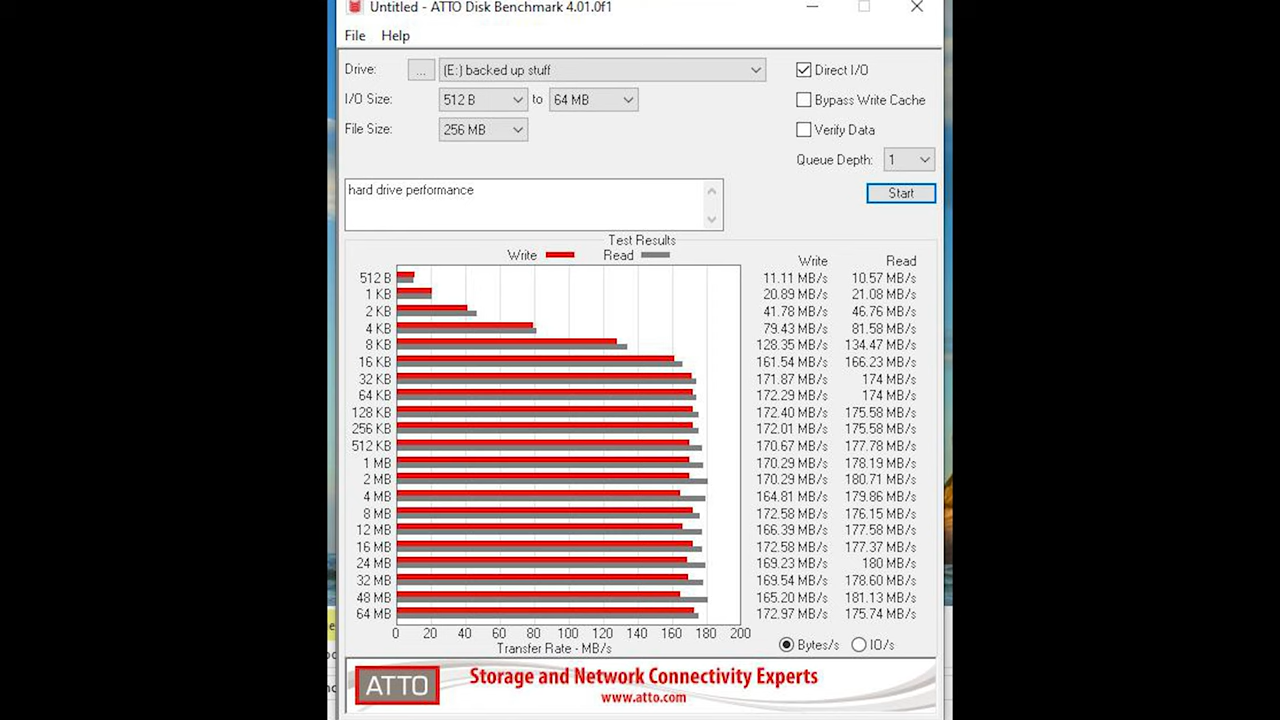 Untitled - ATTO Disk Benchmark 4.01.0f1
File Help
Drive: ... (E:) backed up stuff
Direct I/O
I/O Size: 512 B to 64 MB
Bypass Write Cache
File Size: 256 MB
Verify Data
Queue Depth: 1
hard drive performance
Start
Test Results
Write Read
Write Read
512 B 11.11 MB/s 10.57 MB/s
1 KB 20.89 MB/s 21.08 MB/s
2 KB 41.78 MB/s 46.76 MB/s
4 KB 79.43 MB/s 81.58 MB/s
8 KB 128.35 MB/s 134.47 MB/s
16 KB 161.54 MB/s 166.23 MB/s
32 KB 171.87 MB/s 174 MB/s
64 KB 172.29 MB/s 174 MB/s
128 KB 172.40 MB/s 175.58 MB/s
256 KB 172.01 MB/s 175.58 MB/s
512 KB 170.67 MB/s 177.78 MB/s
1 MB 170.29 MB/s 178.19 MB/s
2 MB 170.29 MB/s 180.71 MB/s
4 MB 164.81 MB/s 179.86 MB/s
8 MB 172.58 MB/s 176.15 MB/s
12 MB 166.39 MB/s 177.58 MB/s
16 MB 172.58 MB/s 177.37 MB/s
24 MB 169.23 MB/s 180 MB/s
32 MB 169.54 MB/s 178.60 MB/s
48 MB 165.20 MB/s 181.13 MB/s
64 MB 172.97 MB/s 175.74 MB/s
0 20 40 60 80 100 120 140 160 180 200
Transfer Rate - MB/s
Bytes/s IO/s
ATTO
Storage and Network Connectivity Experts
www.atto.com